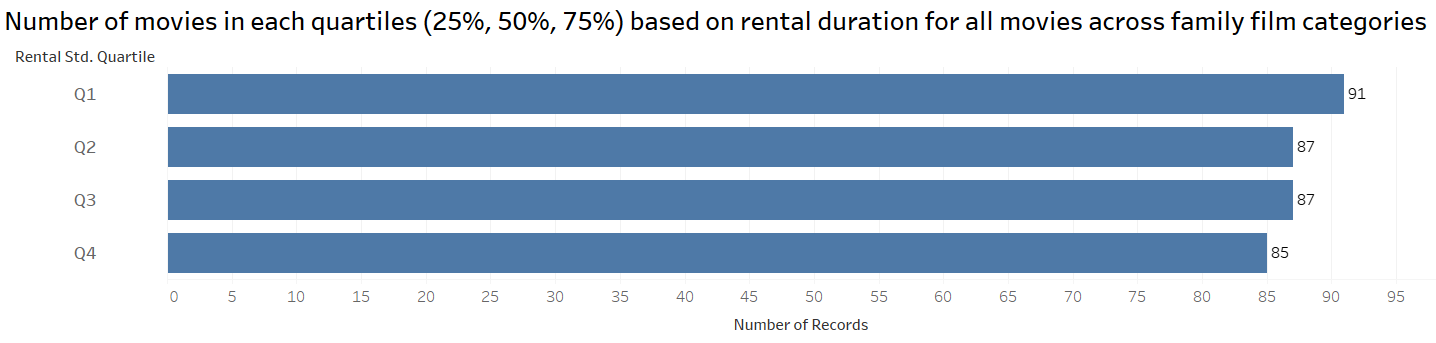 Number of movies in each quartiles (25%, 50%, 75%) based on rental duration for all movies across family film categories
Rental Std. Quartile
Q1 91
Q2 87
Q3 87
Q4 85
0 5 10 15 20 25 30 35 40 45 50 55 60 65 70 75 80 85 90 95
Number of Records